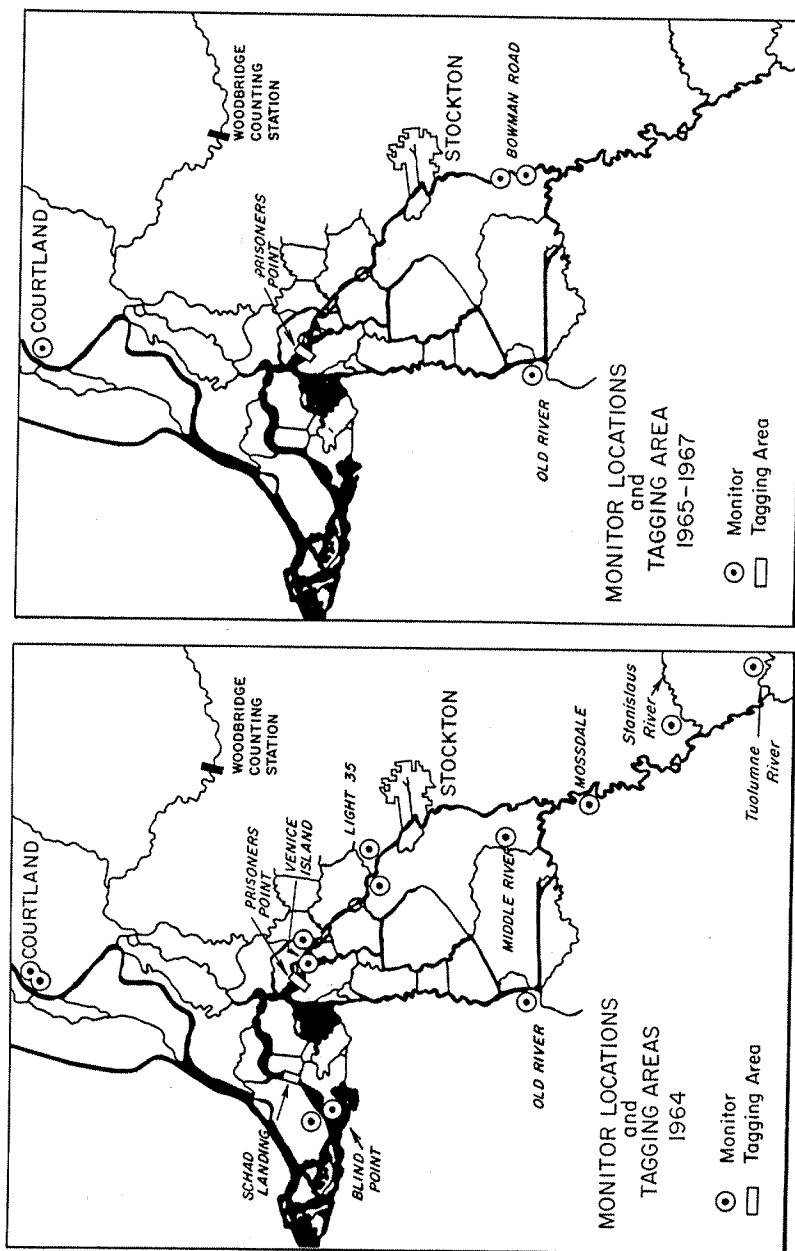 COURTLAND
WOODBRIDGE
COUNTING
STATION
PRISONERS
POINT
VENICE
ISLAND
LIGHT 35
STOCKTON
SCHAD
LANDING
BLIND
POINT
MIDDLE RIVER
OLD RIVER
MOSSDALE
Stanislaus
River
Tuolumne
River
MONITOR LOCATIONS
and
TAGGING AREAS
1964
Monitor
Tagging Area
COURTLAND
WOODBRIDGE
COUNTING
STATION
PRISONERS
POINT
STOCKTON
BOWMAN ROAD
OLD RIVER
MONITOR LOCATIONS
and
TAGGING AREA
1965-1967
Monitor
Tagging Area